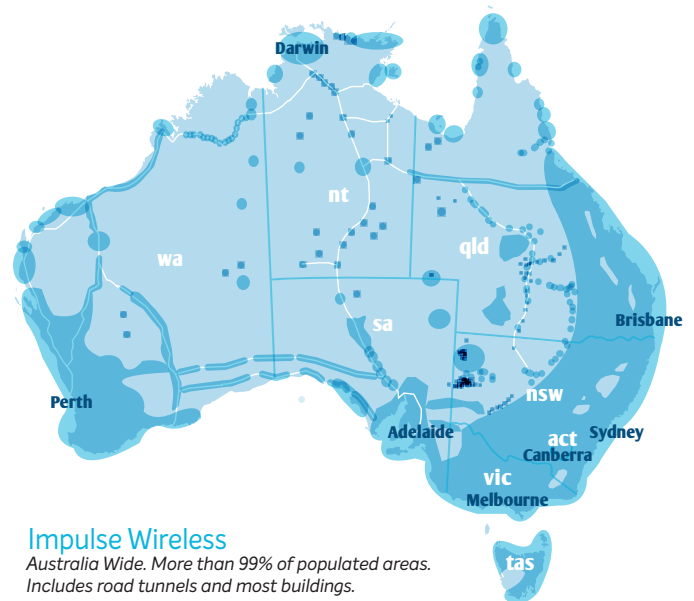 Darwin
nt
wa
qld
sa
Brisbane
Perth
nsw
Adelaide
act
Sydney
Canberra
vic
Melbourne
Impulse Wireless
Australia Wide. More than 99% of populated areas.
Includes road tunnels and most buildings.
tas